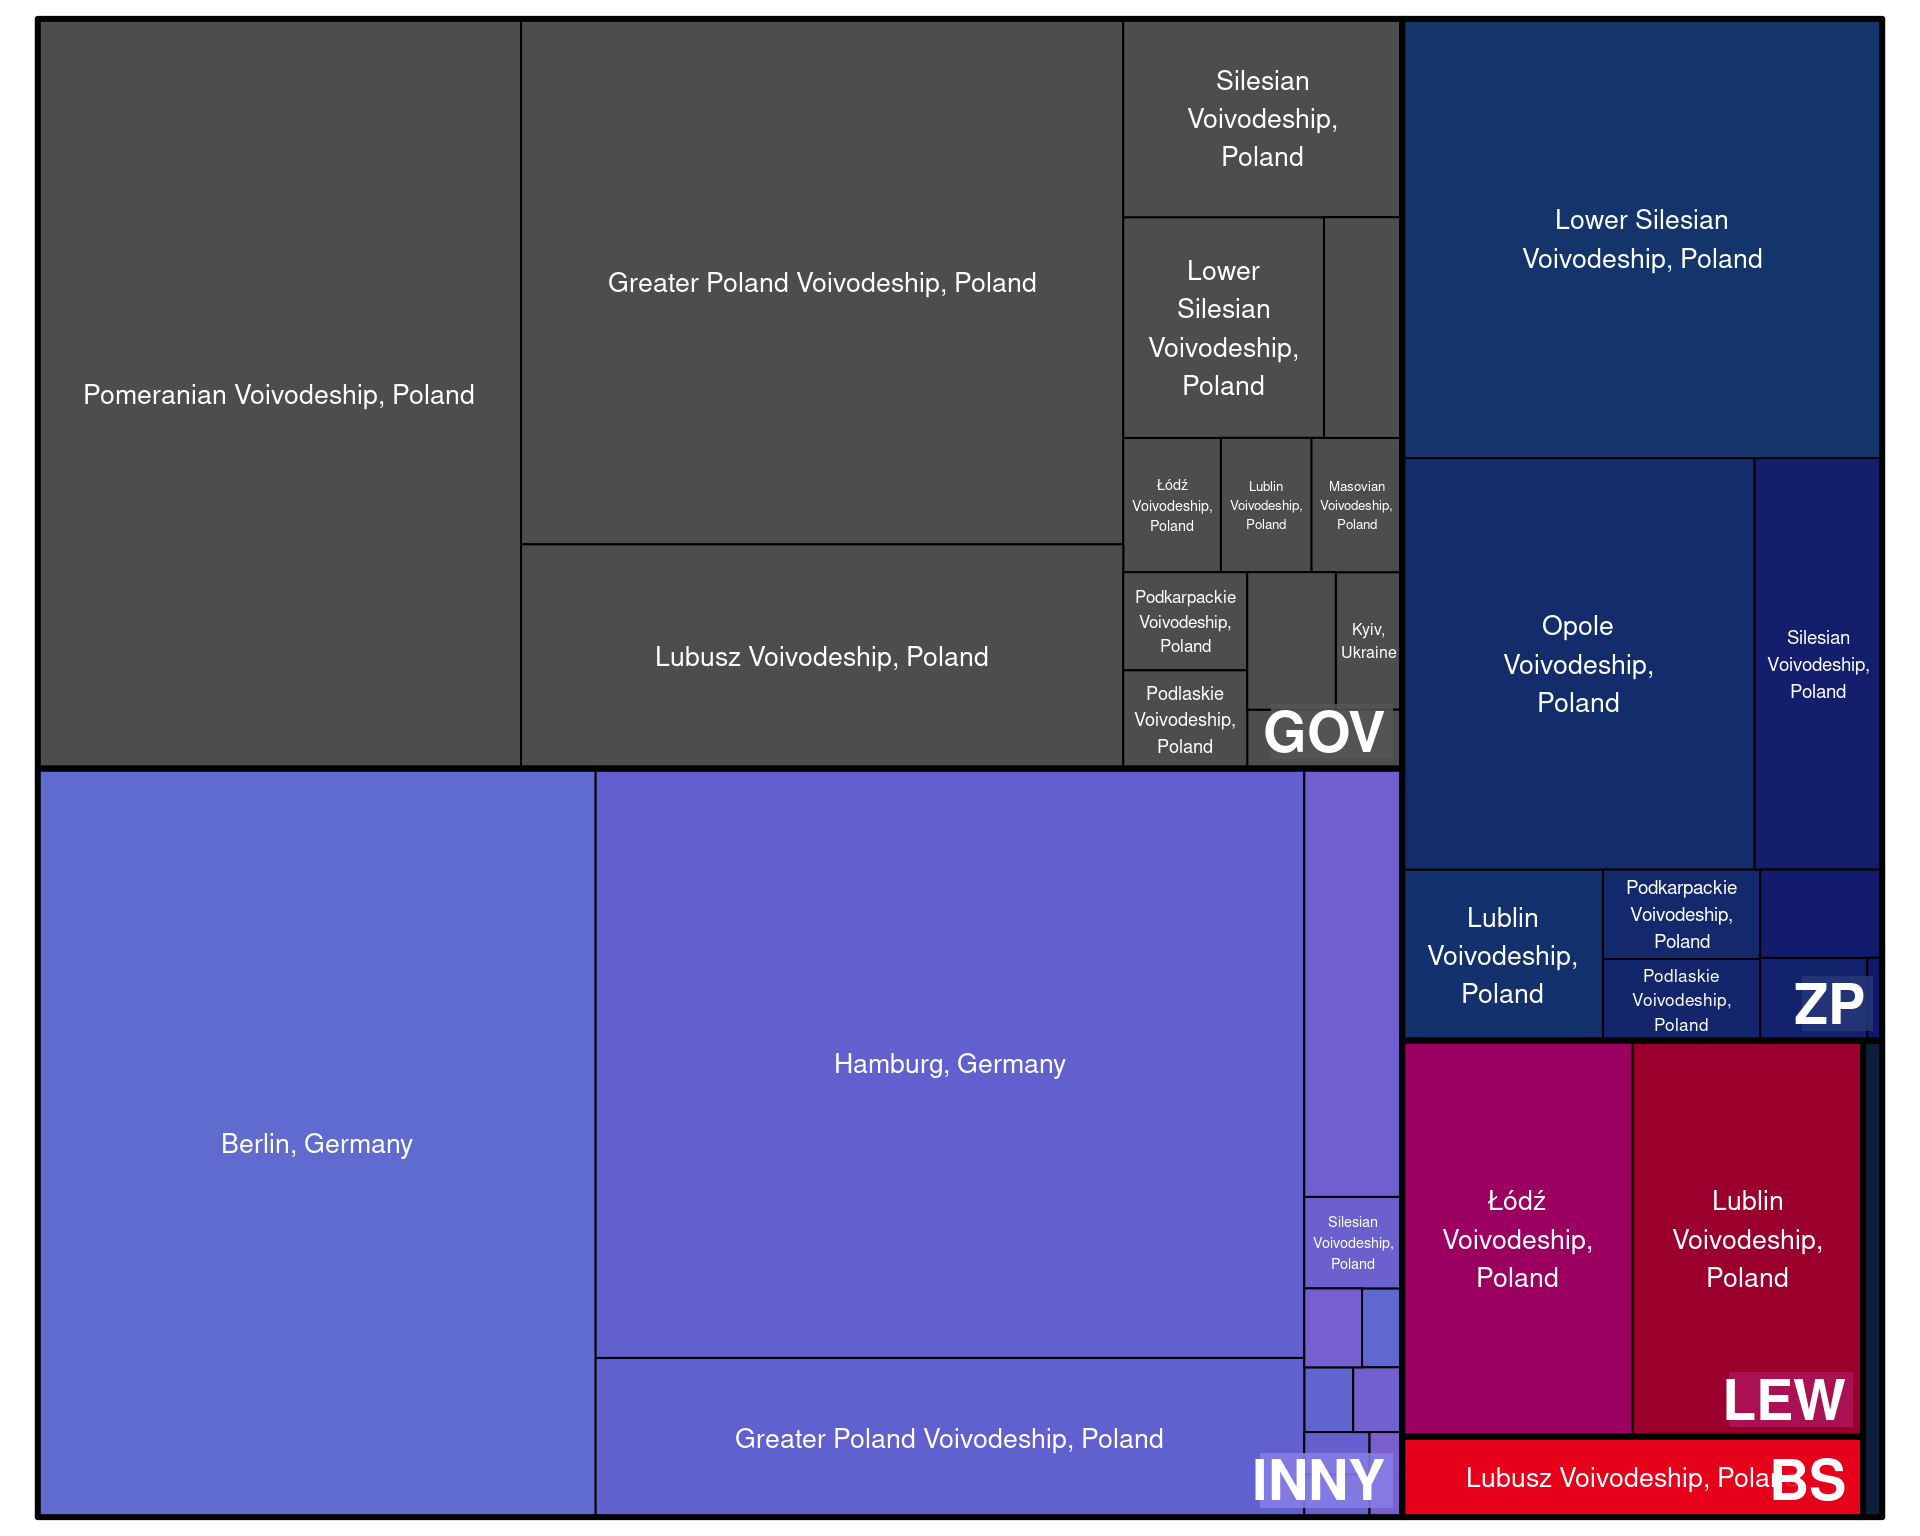 Pomeranian Voivodeship, Poland
Greater Poland Voivodeship, Poland
Lubusz Voivodeship, Poland
Silesian
Voivodeship,
Poland
Lower
Silesian
Voivodeship,
Poland
Łódź
Voivodeship,
Poland
Lublin
Voivodeship,
Poland
Masovian
Voivodeship,
Poland
Podkarpackie
Voivodeship,
Poland
Podlaskie
Voivodeship,
Poland
Kyiv,
Ukraine
GOV
Berlin, Germany
Hamburg, Germany
Greater Poland Voivodeship, Poland
Silesian
Voivodeship,
Poland
INNY
Lower Silesian
Voivodeship, Poland
Opole
Voivodeship,
Poland
Silesian
Voivodeship,
Poland
Lublin
Voivodeship,
Poland
Podkarpackie
Voivodeship,
Poland
Podlaskie
Voivodeship,
Poland
ZP
Łódź
Voivodeship,
Poland
Lublin
Voivodeship,
Poland
LEW
Lubusz Voivodeship,
BS